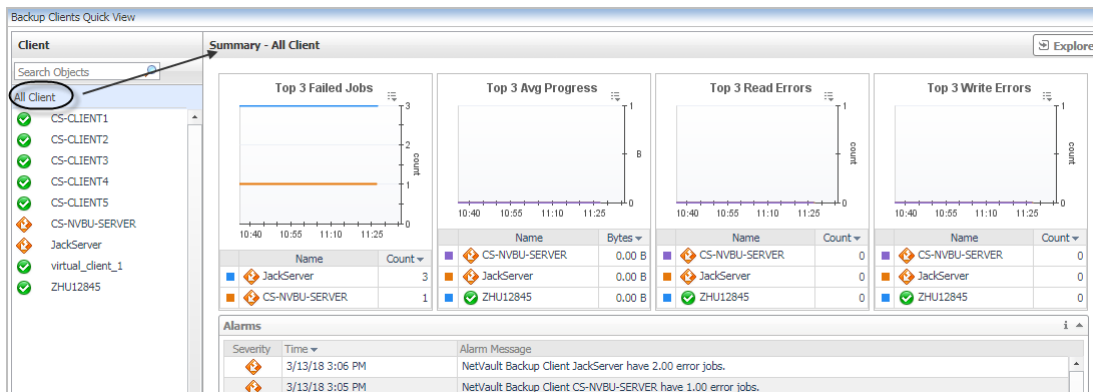 Backup Clients Quick View
Client
Search Objects
All Client
CS-CLIENT1
CS-CLIENT2
CS-CLIENT3
CS-CLIENT4
CS-CLIENT5
CS-NVBU-SERVER
JackServer
virtual_client_1
ZHU12845
Summary - All Client
Explore
Top 3 Failed Jobs
3
2
1
0
count
10:40 10:55 11:10 11:25
Name Count
JackServer 3
CS-NVBU-SERVER 1
Top 3 Avg Progress
1
B
0
10:40 10:55 11:10 11:25
Name Bytes
CS-NVBU-SERVER 0.00 B
JackServer 0.00 B
ZHU12845 0.00 B
Top 3 Read Errors
1
count
0
10:40 10:55 11:10 11:25
Name Count
CS-NVBU-SERVER 0
JackServer 0
ZHU12845 0
Top 3 Write Errors
1
count
0
10:40 10:55 11:10 11:25
Name Count
CS-NVBU-SERVER 0
JackServer 0
ZHU12845 0
Alarms i
Severity Time Alarm Message
3/13/18 3:06 PM NetVault Backup Client JackServer have 2.00 error jobs.
3/13/18 3:05 PM NetVault Backup Client CS-NVBU-SERVER have 1.00 error jobs.